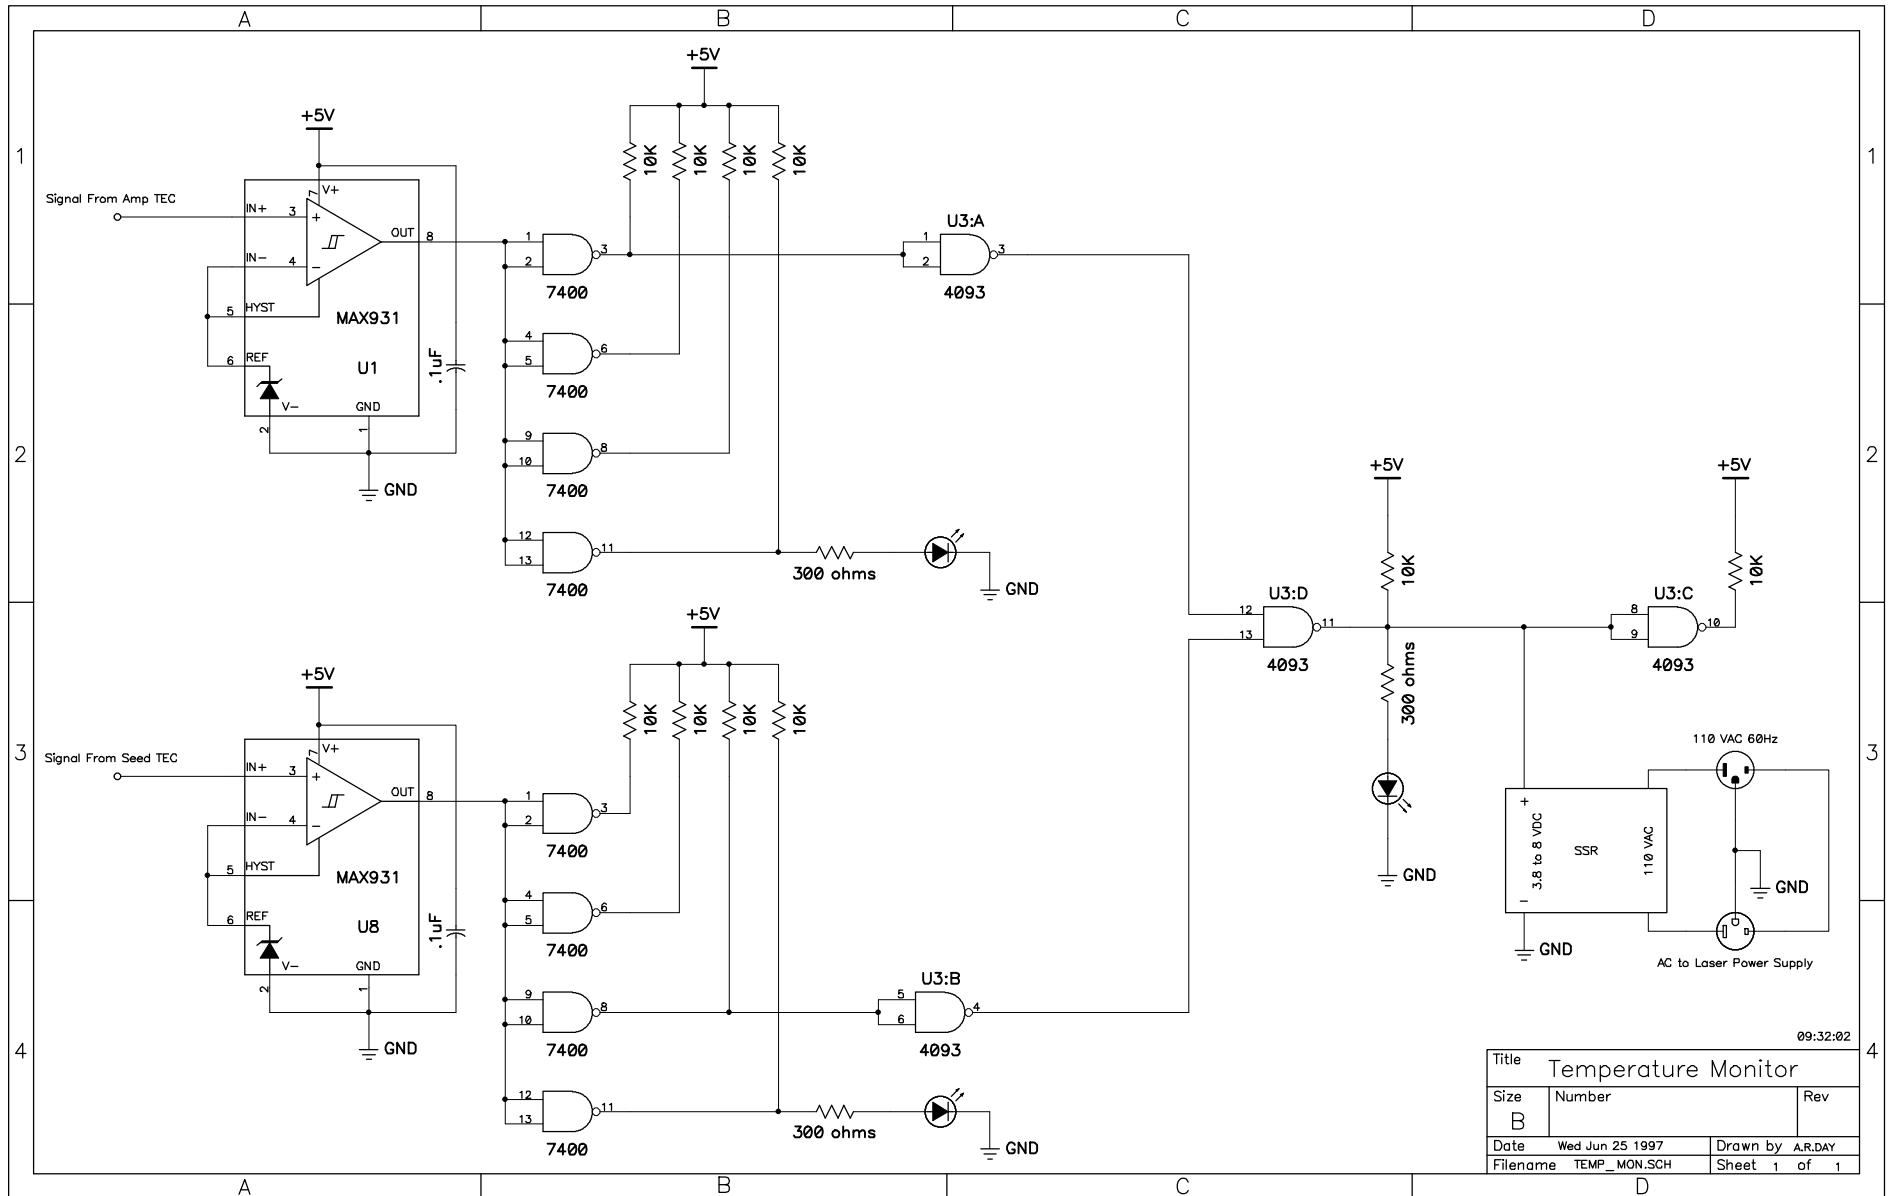 A B C D
+5V
+5V
10K 10K 10K 10K
1 1
Signal From Amp TEC
7 V+
IN+ 3 +
OUT 8
IN- 4 -
5 HYST
MAX931
6 REF
U1
.1uF
V- GND
2 1
GND
1 2 3
7400
4 5 6
7400
9 10 8
7400
12 13 11
7400
300 ohms
GND
U3:A
1 2 3
4093
2 2
+5V
+5V
10K
10K
U3:D
12 13 11
4093
U3:C
8 9 10
4093
300 ohms
GND
+5V
+5V
10K 10K 10K 10K
3 3
Signal From Seed TEC
7 V+
IN+ 3 +
OUT 8
IN- 4 -
5 HYST
MAX931
6 REF
U8
.1uF
V- GND
2 1
GND
1 2 3
7400
4 5 6
7400
9 10 8
7400
12 13 11
7400
300 ohms
GND
U3:B
5 6 4
4093
110 VAC 60Hz
+
3.8 to 8 VDC
-
SSR
110 VAC
GND
GND
AC to Laser Power Supply
4 4
09:32:02
Title Temperature Monitor
Size Number Rev
B
Date Wed Jun 25 1997 Drawn by A.R.DAY
Filename TEMP_MON.SCH Sheet 1 of 1
A B C D